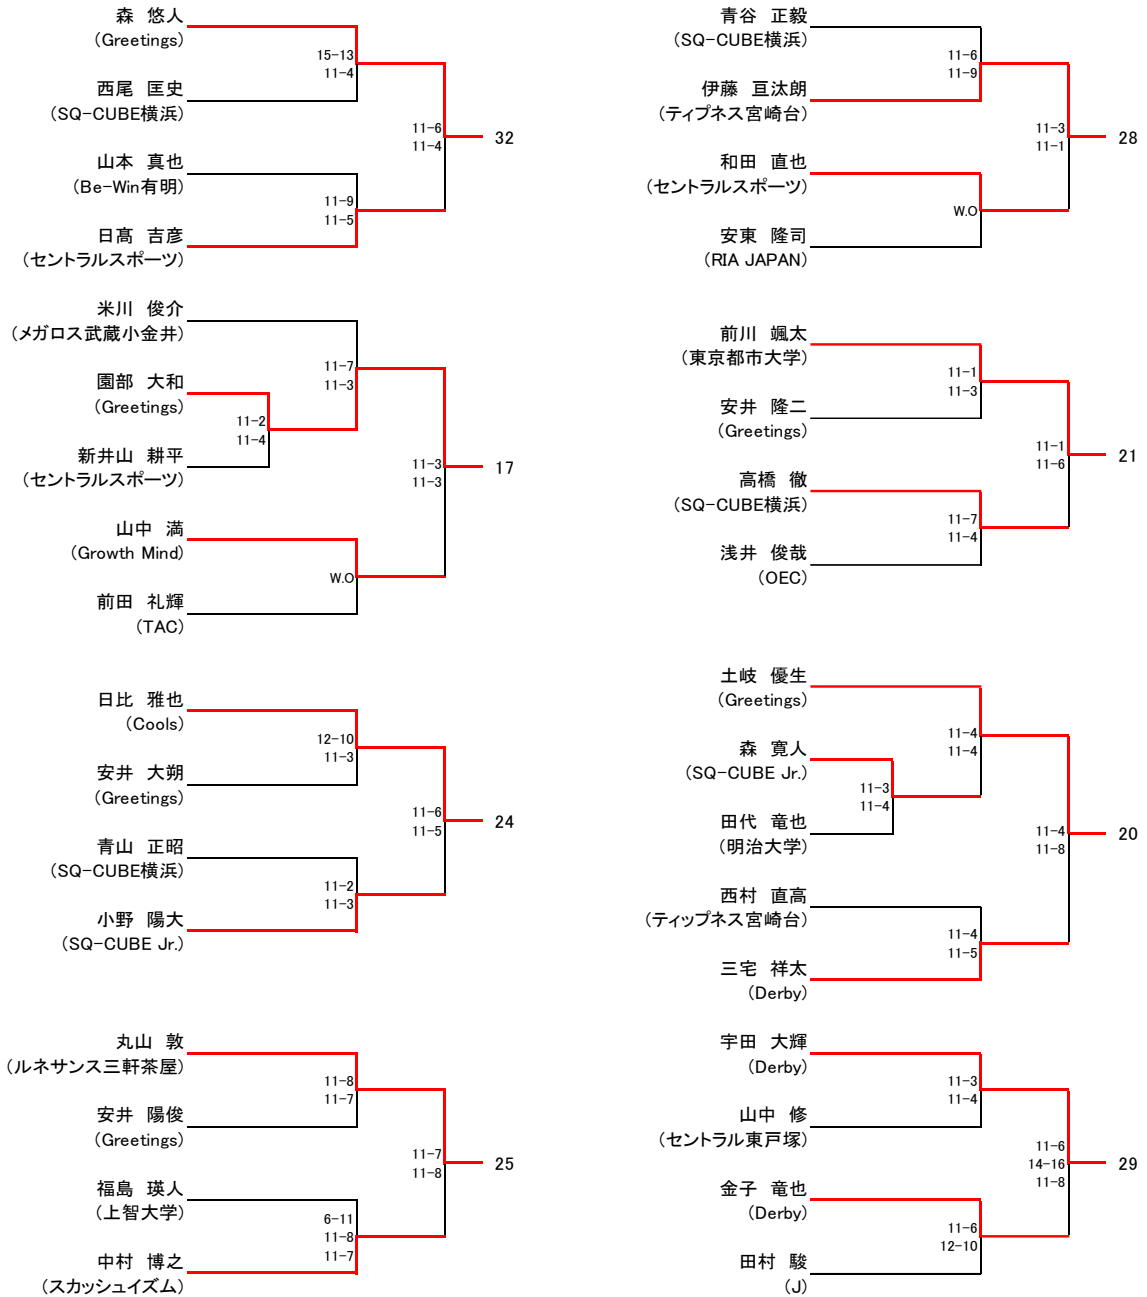 森 悠人
(Greetings)
15-13
11-4
西尾 匡史
(SQ-CUBE横浜)
11-6
11-4
32
山本 真也
(Be-Win有明)
11-9
11-5
日髙 吉彦
(セントラルスポーツ)
米川 俊介
(メガロス武蔵小金井)
11-7
11-3
園部 大和
(Greetings)
11-2
11-4
新井山 耕平
(セントラルスポーツ)
11-3
11-3
17
山中 満
(Growth Mind)
W.O
前田 礼輝
(TAC)
日比 雅也
(Cools)
12-10
11-3
安井 大朔
(Greetings)
11-6
11-5
24
青山 正昭
(SQ-CUBE横浜)
11-2
11-3
小野 陽大
(SQ-CUBE Jr.)
丸山 敦
(ルネサンス三軒茶屋)
11-8
11-7
安井 陽俊
(Greetings)
11-7
11-8
25
福島 瑛人
(上智大学)
6-11
11-8
11-7
中村 博之
(スカッシュイズム)
青谷 正毅
(SQ-CUBE横浜)
11-6
11-9
伊藤 亘汰朗
(ティプネス宮崎台)
11-3
11-1
28
和田 直也
(セントラルスポーツ)
W.O
安東 隆司
(RIA JAPAN)
前川 颯太
(東京都市大学)
11-1
11-3
安井 隆二
(Greetings)
11-1
11-6
21
高橋 徹
(SQ-CUBE横浜)
11-7
11-4
浅井 俊哉
(OEC)
土岐 優生
(Greetings)
11-4
11-4
森 寛人
(SQ-CUBE Jr.)
11-3
11-4
田代 竜也
(明治大学)
11-4
11-8
20
西村 直高
(ティップネス宮崎台)
11-4
11-5
三宅 祥太
(Derby)
宇田 大輝
(Derby)
11-3
11-4
山中 修
(セントラル東戸塚)
11-6
14-16
11-8
29
金子 竜也
(Derby)
11-6
12-10
田村 駿
(J)